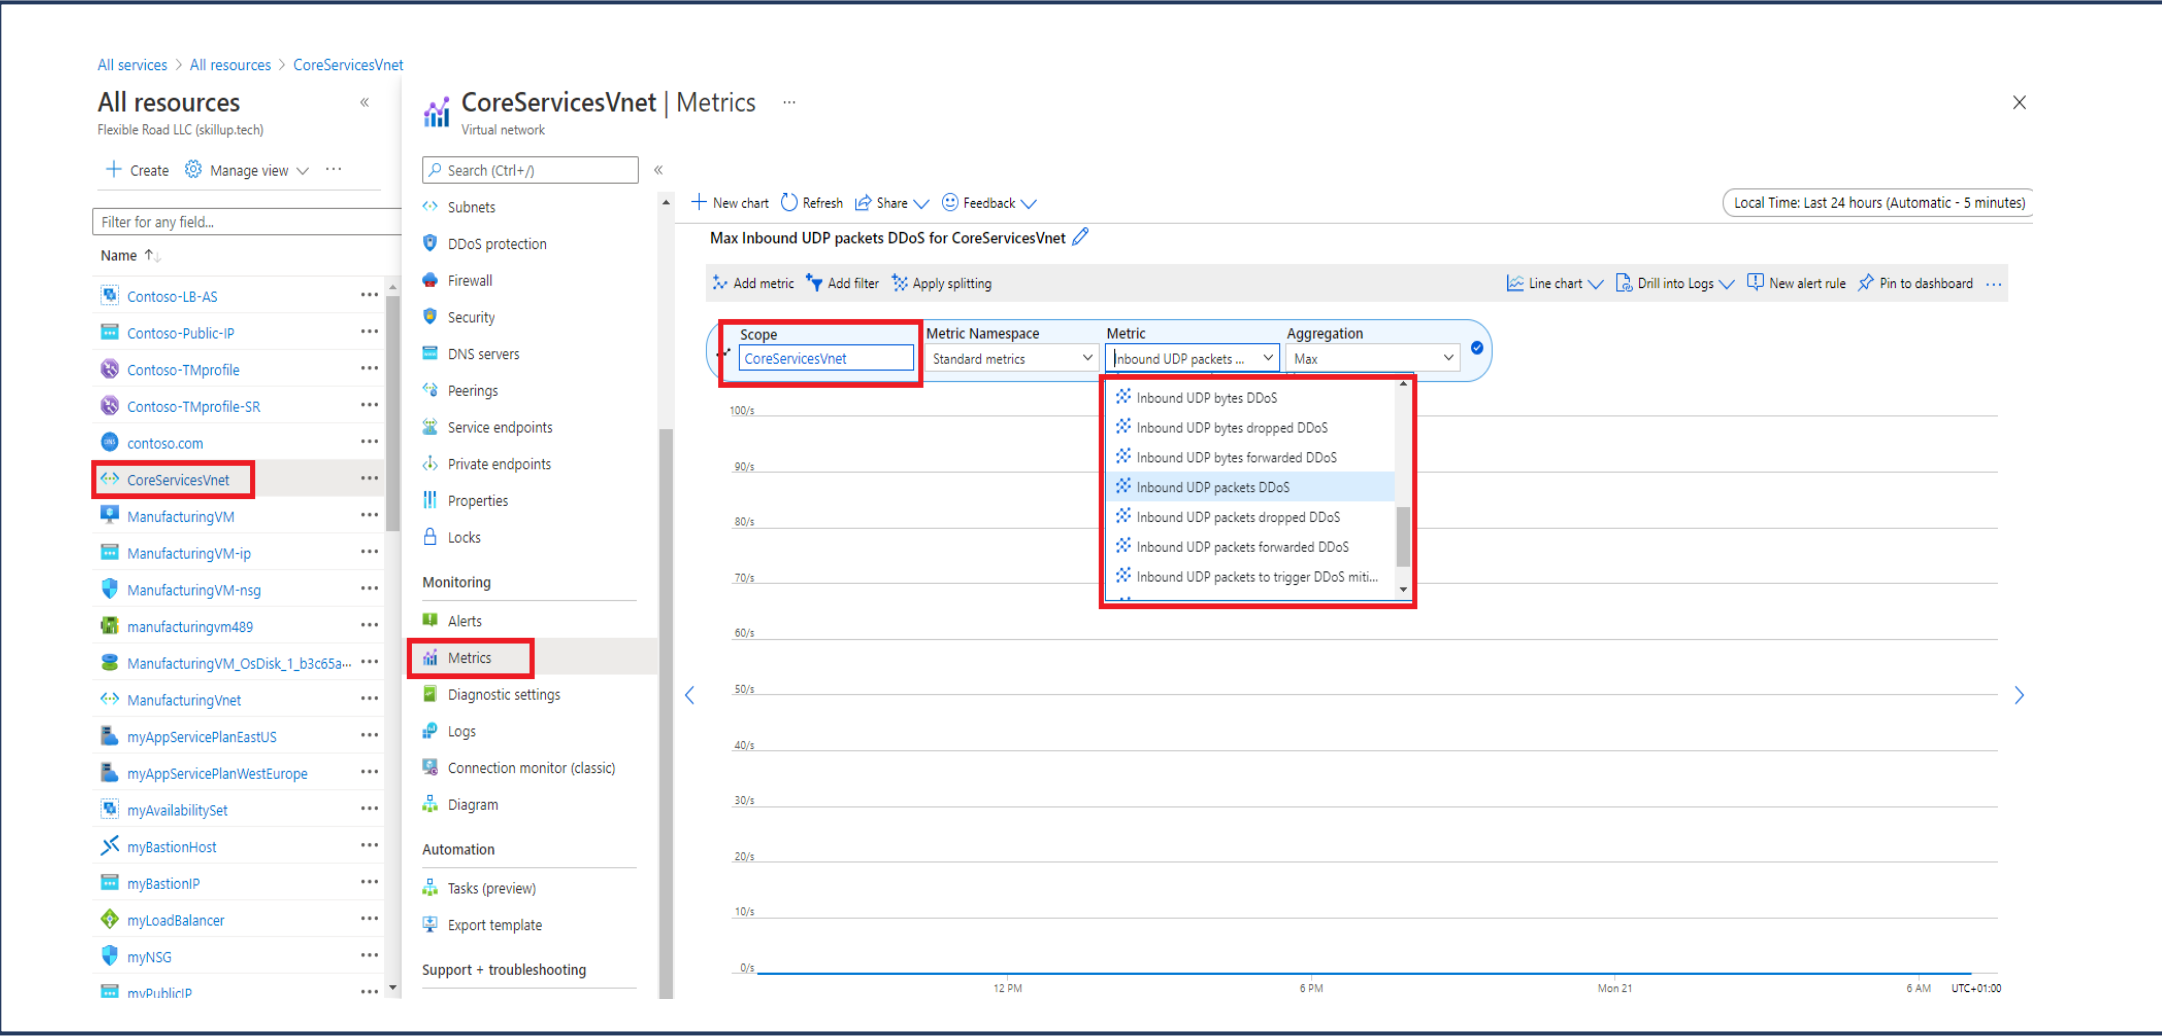 All services > All resources > CoreServicesVnet
All resources
Flexible Road LLC (skillup.tech)
Create
Manage view
Filter for any field...
Name
Contoso-LB-AS
Contoso-Public-IP
Contoso-TMprofile
Contoso-TMprofile-SR
contoso.com
CoreServicesVnet
ManufacturingVM
ManufacturingVM-ip
ManufacturingVM-nsg
manufacturingvm489
ManufacturingVM_OsDisk_1_b3c65a...
ManufacturingVnet
myAppServicePlanEastUS
myAppServicePlanWestEurope
myAvailabilitySet
myBastionHost
myBastionIP
myLoadBalancer
myNSG
myPublicIP
CoreServicesVnet | Metrics ...
Virtual network
Search (Ctrl+/)
Subnets
DDoS protection
Firewall
Security
DNS servers
Peerings
Service endpoints
Private endpoints
Properties
Locks
Monitoring
Alerts
Metrics
Diagnostic settings
Logs
Connection monitor (classic)
Diagram
Automation
Tasks (preview)
Export template
Support + troubleshooting
New chart
Refresh
Share
Feedback
Local Time: Last 24 hours (Automatic - 5 minutes)
Max Inbound UDP packets DDoS for CoreServicesVnet
Add metric
Add filter
Apply splitting
Line chart
Drill into Logs
New alert rule
Pin to dashboard
Scope
CoreServicesVnet
Metric Namespace
Standard metrics
Metric
Inbound UDP packets ...
Aggregation
Max
Inbound UDP bytes DDoS
Inbound UDP bytes dropped DDoS
Inbound UDP bytes forwarded DDoS
Inbound UDP packets DDoS
Inbound UDP packets dropped DDoS
Inbound UDP packets forwarded DDoS
Inbound UDP packets to trigger DDoS miti...
100/s
90/s
80/s
70/s
60/s
50/s
40/s
30/s
20/s
10/s
0/s
12 PM
6 PM
Mon 21
6 AM
UTC+01:00